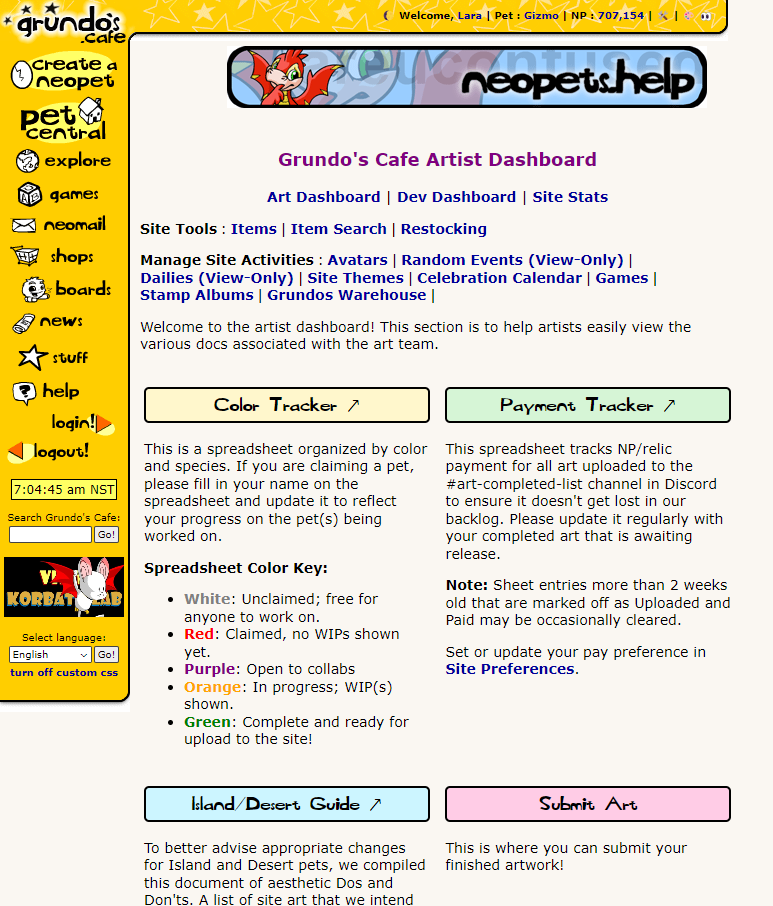 grundo's
.cafe
Welcome, Lara | Pet : Gizmo | NP : 707,154 | | 
create a
neopet
pet
central
explore
games
neomail
shops
boards
news
stuff
help
login!
logout!
7:04:45 am NST
Search Grundo's Cafe:
Go!
KORBAT LAB
Select language:
English Go!
turn off custom css
neopets.help
Grundo's Cafe Artist Dashboard
Art Dashboard | Dev Dashboard | Site Stats
Site Tools : Items | Item Search | Restocking
Manage Site Activities : Avatars | Random Events (View-Only) |
Dailies (View-Only) | Site Themes | Celebration Calendar | Games |
Stamp Albums | Grundos Warehouse |
Welcome to the artist dashboard! This section is to help artists easily view the
various docs associated with the art team.
Color Tracker ↗
This is a spreadsheet organized by color
and species. If you are claiming a pet,
please fill in your name on the
spreadsheet and update it to reflect
your progress on the pet(s) being
worked on.
Spreadsheet Color Key:
• White: Unclaimed; free for
anyone to work on.
• Red: Claimed, no WIPs shown
yet.
• Purple: Open to collabs
• Orange: In progress; WIP(s)
shown.
• Green: Complete and ready for
upload to the site!
Payment Tracker ↗
This spreadsheet tracks NP/relic
payment for all art uploaded to the
#art-completed-list channel in Discord
to ensure it doesn't get lost in our
backlog. Please update it regularly with
your completed art that is awaiting
release.
Note: Sheet entries more than 2 weeks
old that are marked off as Uploaded and
Paid may be occasionally cleared.
Set or update your pay preference in
Site Preferences.
Island/Desert Guide ↗
To better advise appropriate changes
for Island and Desert pets, we compiled
this document of aesthetic Dos and
Don'ts. A list of site art that we intend
Submit Art
This is where you can submit your
finished artwork!